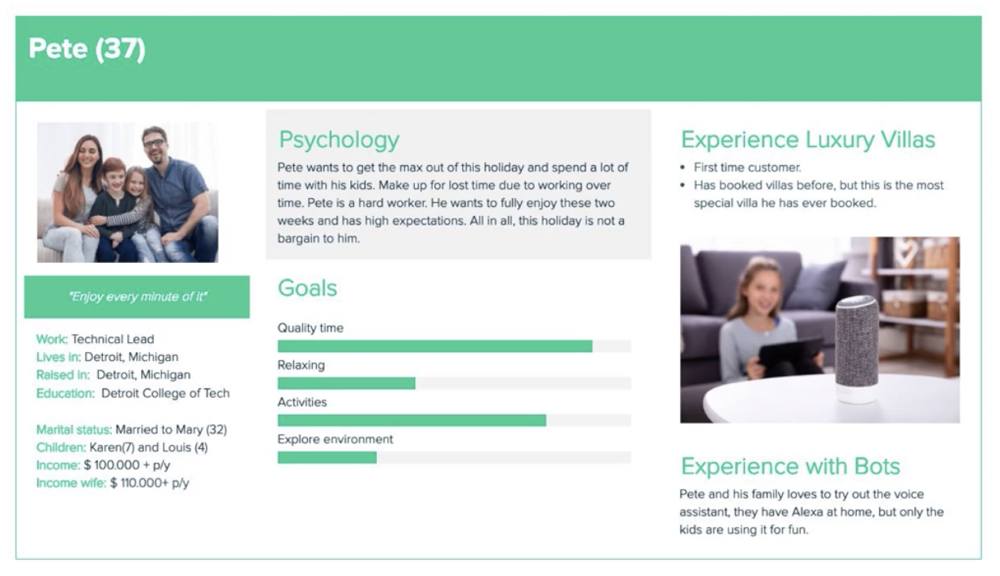 Pete (37)
"Enjoy every minute of it"
Work: Technical Lead
Lives in: Detroit, Michigan
Raised in: Detroit, Michigan
Education: Detroit College of Tech
Marital status: Married to Mary (32)
Children: Karen(7) and Louis (4)
Income: $ 100.000 + p/y
Income wife: $ 110.000+ p/y
Psychology
Pete wants to get the max out of this holiday and spend a lot of
time with his kids. Make up for lost time due to working over
time. Pete is a hard worker. He wants to fully enjoy these two
weeks and has high expectations. All in all, this holiday is not a
bargain to him.
Goals
Quality time
Relaxing
Activities
Explore environment
Experience Luxury Villas
• First time customer.
• Has booked villas before, but this is the most
special villa he has ever booked.
Experience with Bots
Pete and his family loves to try out the voice
assistant, they have Alexa at home, but only the
kids are using it for fun.